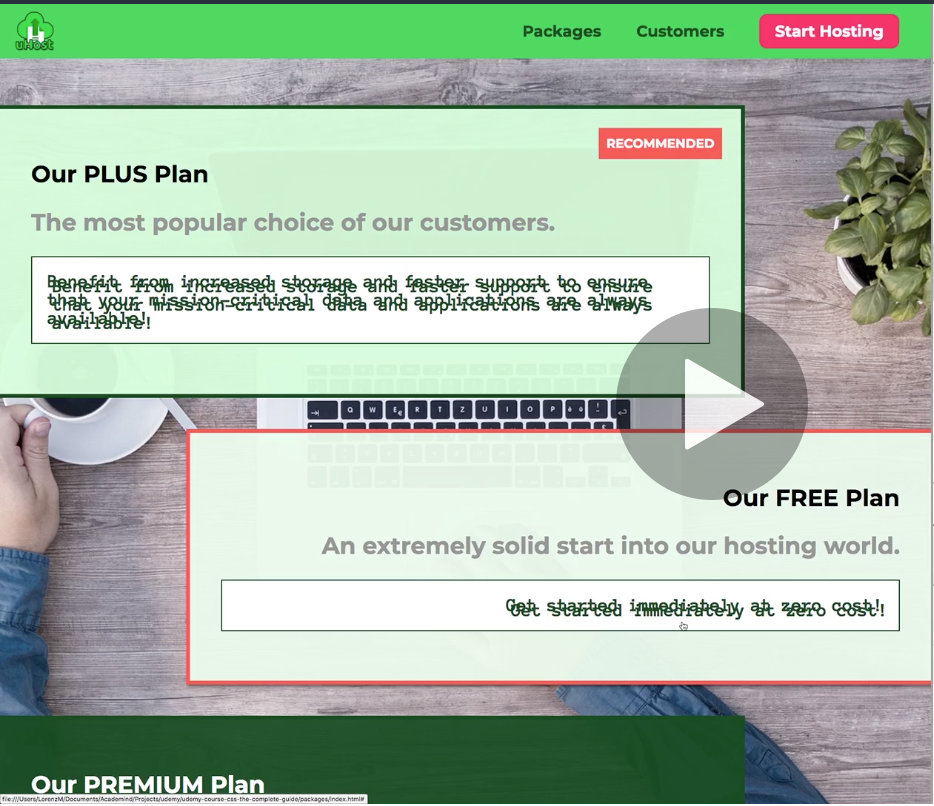 uHost
Packages
Customers
Start Hosting
RECOMMENDED
Our PLUS Plan
The most popular choice of our customers.
Benefit from increased storage and faster support to ensure
that your mission-critical data and applications are always
available!
Q W E R T Z U I O P
Our FREE Plan
An extremely solid start into our hosting world.
Get started immediately at zero cost!
Our PREMIUM Plan
file:///Users/LorenzM/Documents/Academind/Projects/udemy/udemy-course-css-the-complete-guide/packages/index.html#